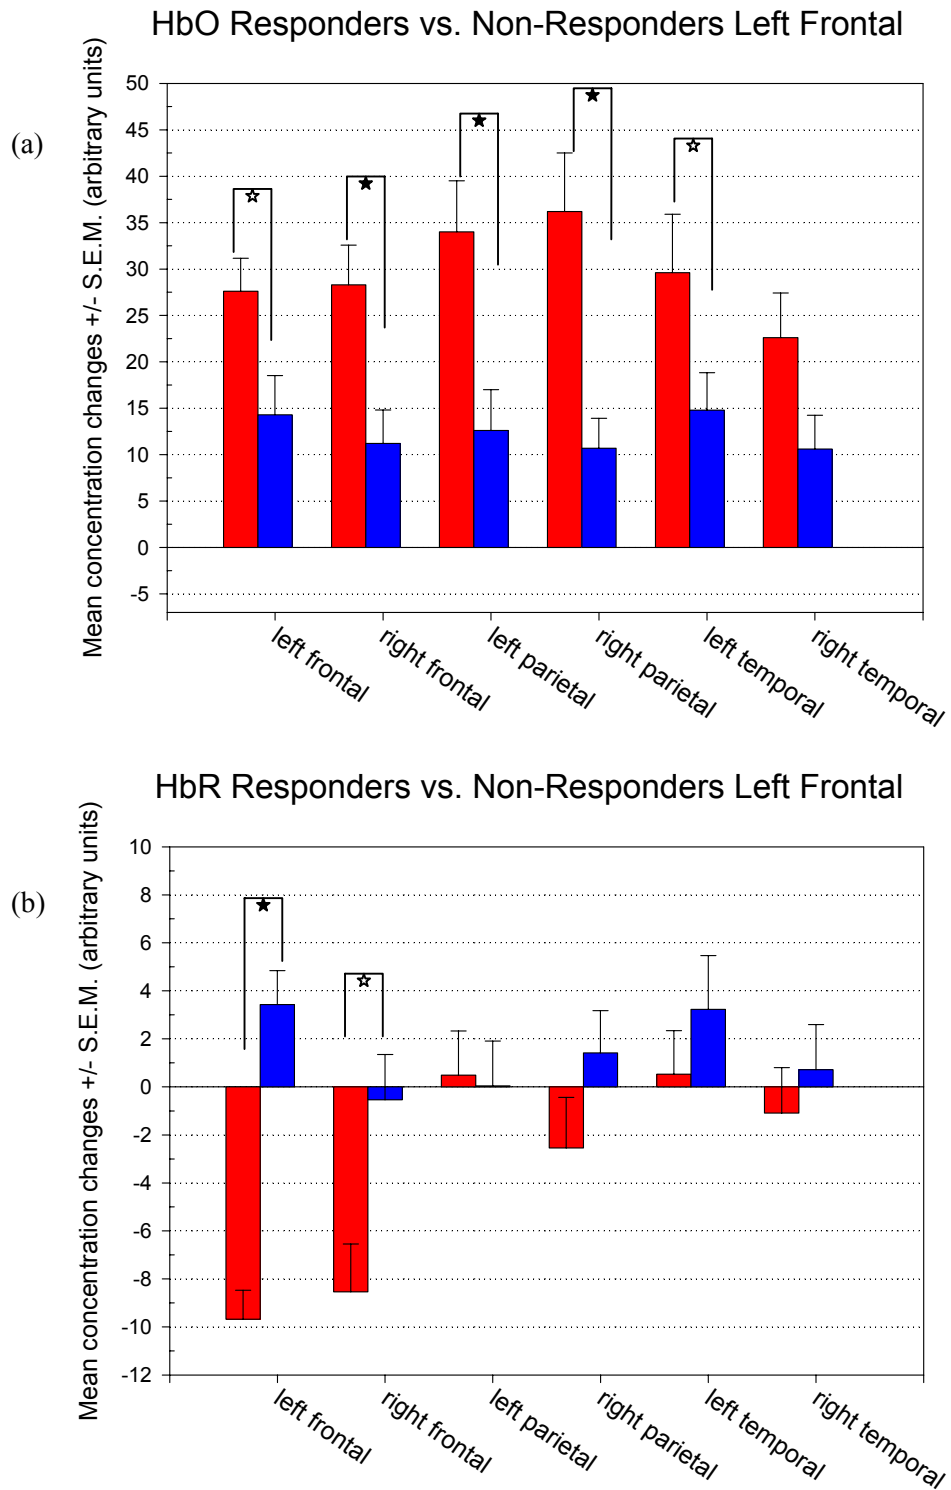 HbO Responders vs. Non-Responders Left Frontal
(a)
Mean concentration changes +/- S.E.M. (arbitrary units)
50
45
40
35
30
25
20
15
10
5
0
-5
left frontal
right frontal
left parietal
right parietal
left temporal
right temporal
HbR Responders vs. Non-Responders Left Frontal
(b)
Mean concentration changes +/- S.E.M. (arbitrary units)
10
8
6
4
2
0
-2
-4
-6
-8
-10
-12
left frontal
right frontal
left parietal
right parietal
left temporal
right temporal